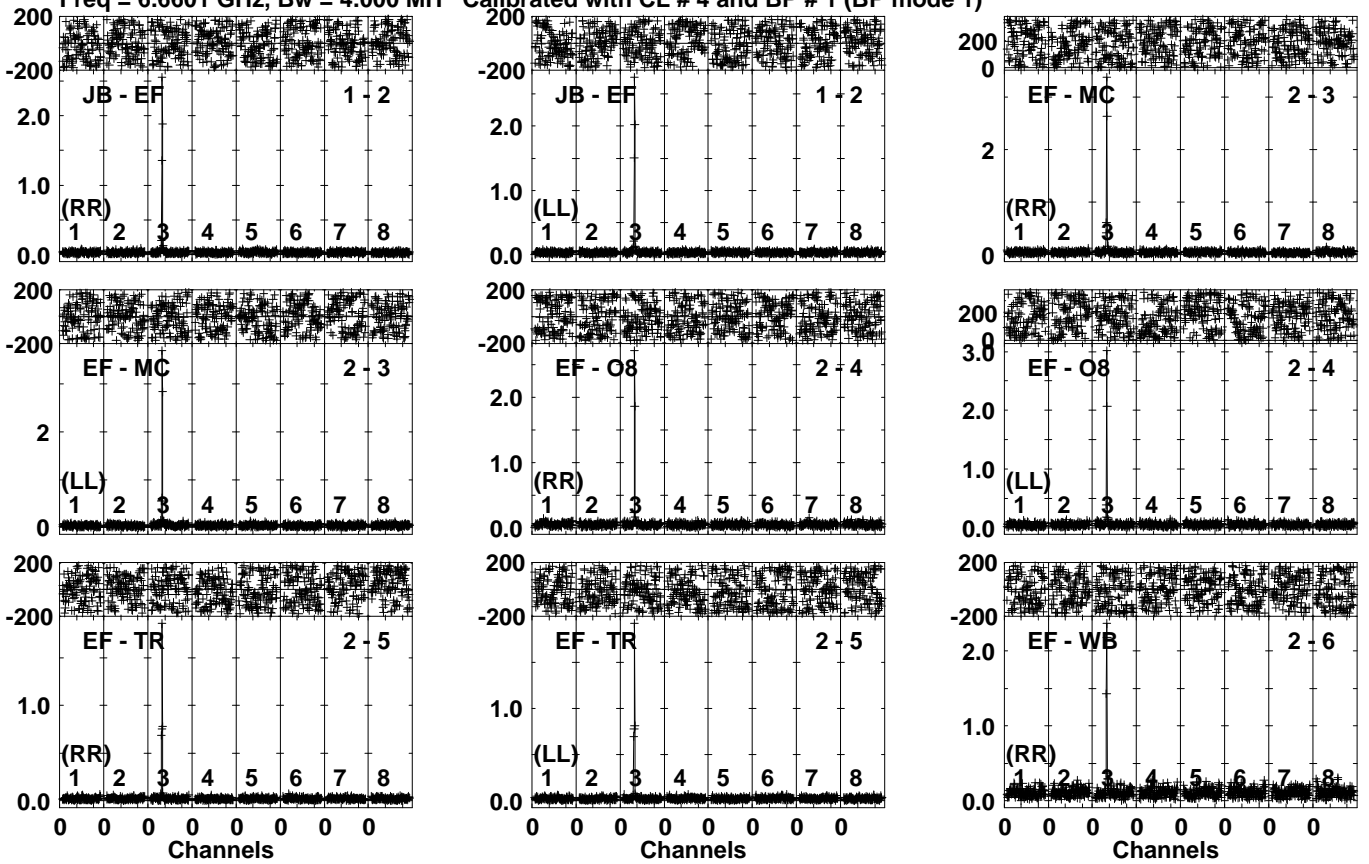 Freq = 6.6601 GHz, Bw = 4.000 MH Calibrated with CL # 4 and BP # 1 (BP mode 1)
200 200 200
-200 -200 0
JB - EF 1 - 2 JB - EF 1 - 2 EF - MC 2 - 3
2.0 2.0 2
1.0 1.0
(RR) (LL) (RR)
1 2 3 4 5 6 7 8 1 2 3 4 5 6 7 8 1 2 3 4 5 6 7 8
0.0 0.0 0
200 200 200
-200 -200 0
3.0
EF - MC 2 - 3 EF - O8 2 - 4 EF - O8 2 - 4
2 2.0 2.0
1.0 1.0
(LL) (RR) (LL)
1 2 3 4 5 6 7 8 1 2 3 4 5 6 7 8 1 2 3 4 5 6 7 8
0 0.0 0.0
200 200 200
-200 -200 -200
EF - TR 2 - 5 EF - TR 2 - 5 EF - WB 2 - 6
2.0
1.0 1.0 1.0
(RR) (LL) (RR)
1 2 3 4 5 6 7 8 1 2 3 4 5 6 7 8 1 2 3 4 5 6 7 8
0.0 0.0 0.0
0 0 0 0 0 0 0 0 0 0 0 0 0 0 0 0 0 0 0 0 0 0 0 0
Channels Channels Channels